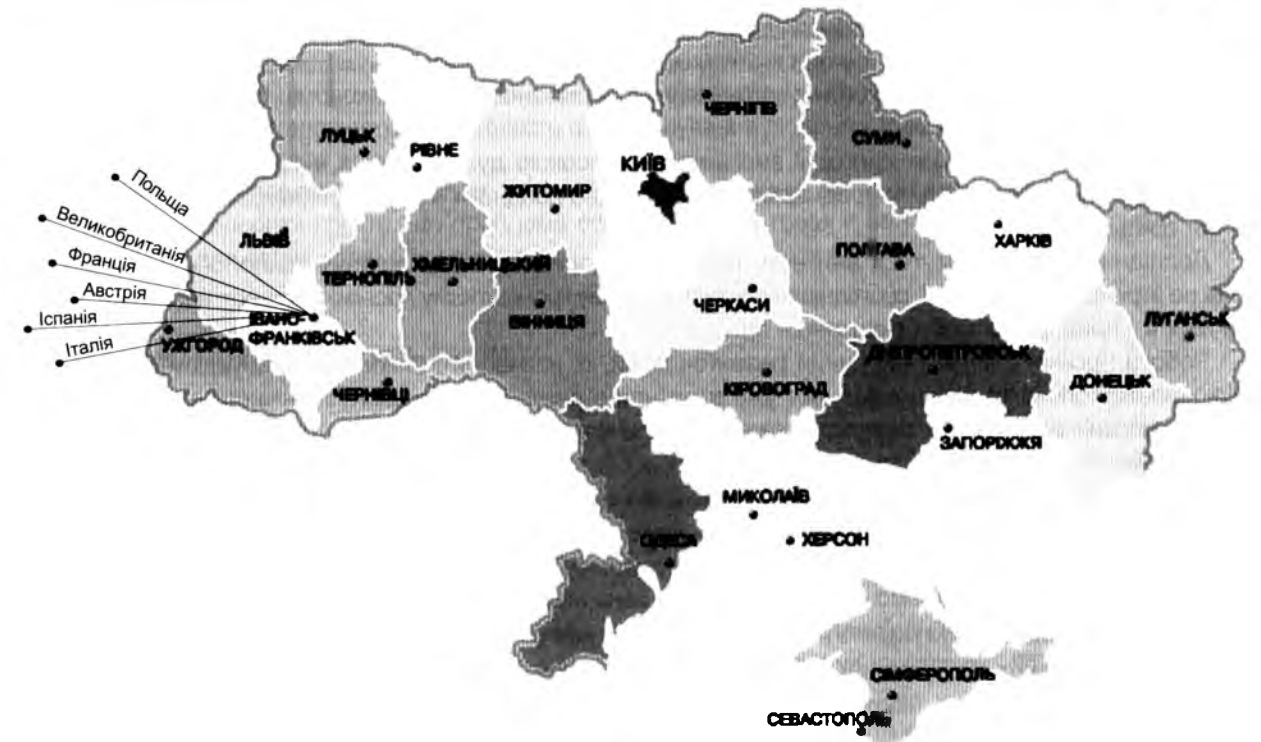 ЧЕРНІГІВ
ЛУЦЬК
СУМИ
РІВНЕ
КИЇВ
Польща
ЖИТОМИР
Великобританія
ЛЬВІВ
ХАРКІВ
ПОЛТАВА
Франція
ТЕРНОПІЛЬ
ХМЕЛЬНИЦЬКИЙ
Австрія
ЧЕРКАСИ
Іспанія
ІВАНО-
ФРАНКІВСЬК
ВІННИЦЯ
ЛУГАНСЬК
Італія
УЖГОРОД
ДНІПРОПЕТРОВСЬК
ЧЕРНІВЦІ
КІРОВОГРАД
ДОНЕЦЬК
ЗАПОРІЖЖЯ
МИКОЛАЇВ
ОДЕСА
ХЕРСОН
СІМФЕРОПОЛЬ
СЕВАСТОПОЛЬ